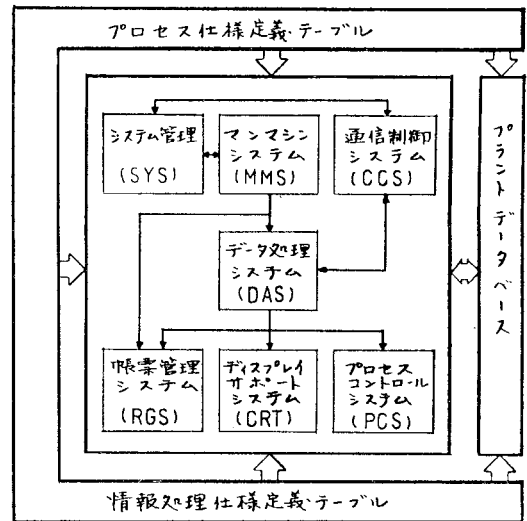 プロセス仕様定義テーブル
システム管理
(SYS)
マンマシン
システム
(MMS)
通信制御
システム
(CCS)
データ処理
システム
(DAS)
帳票管理
システム
(RGS)
ディスプレイ
サポート
システム
(CRT)
プロセス
コントロール
システム
(PCS)
プラントデータベース
情報処理仕様定義テーブル